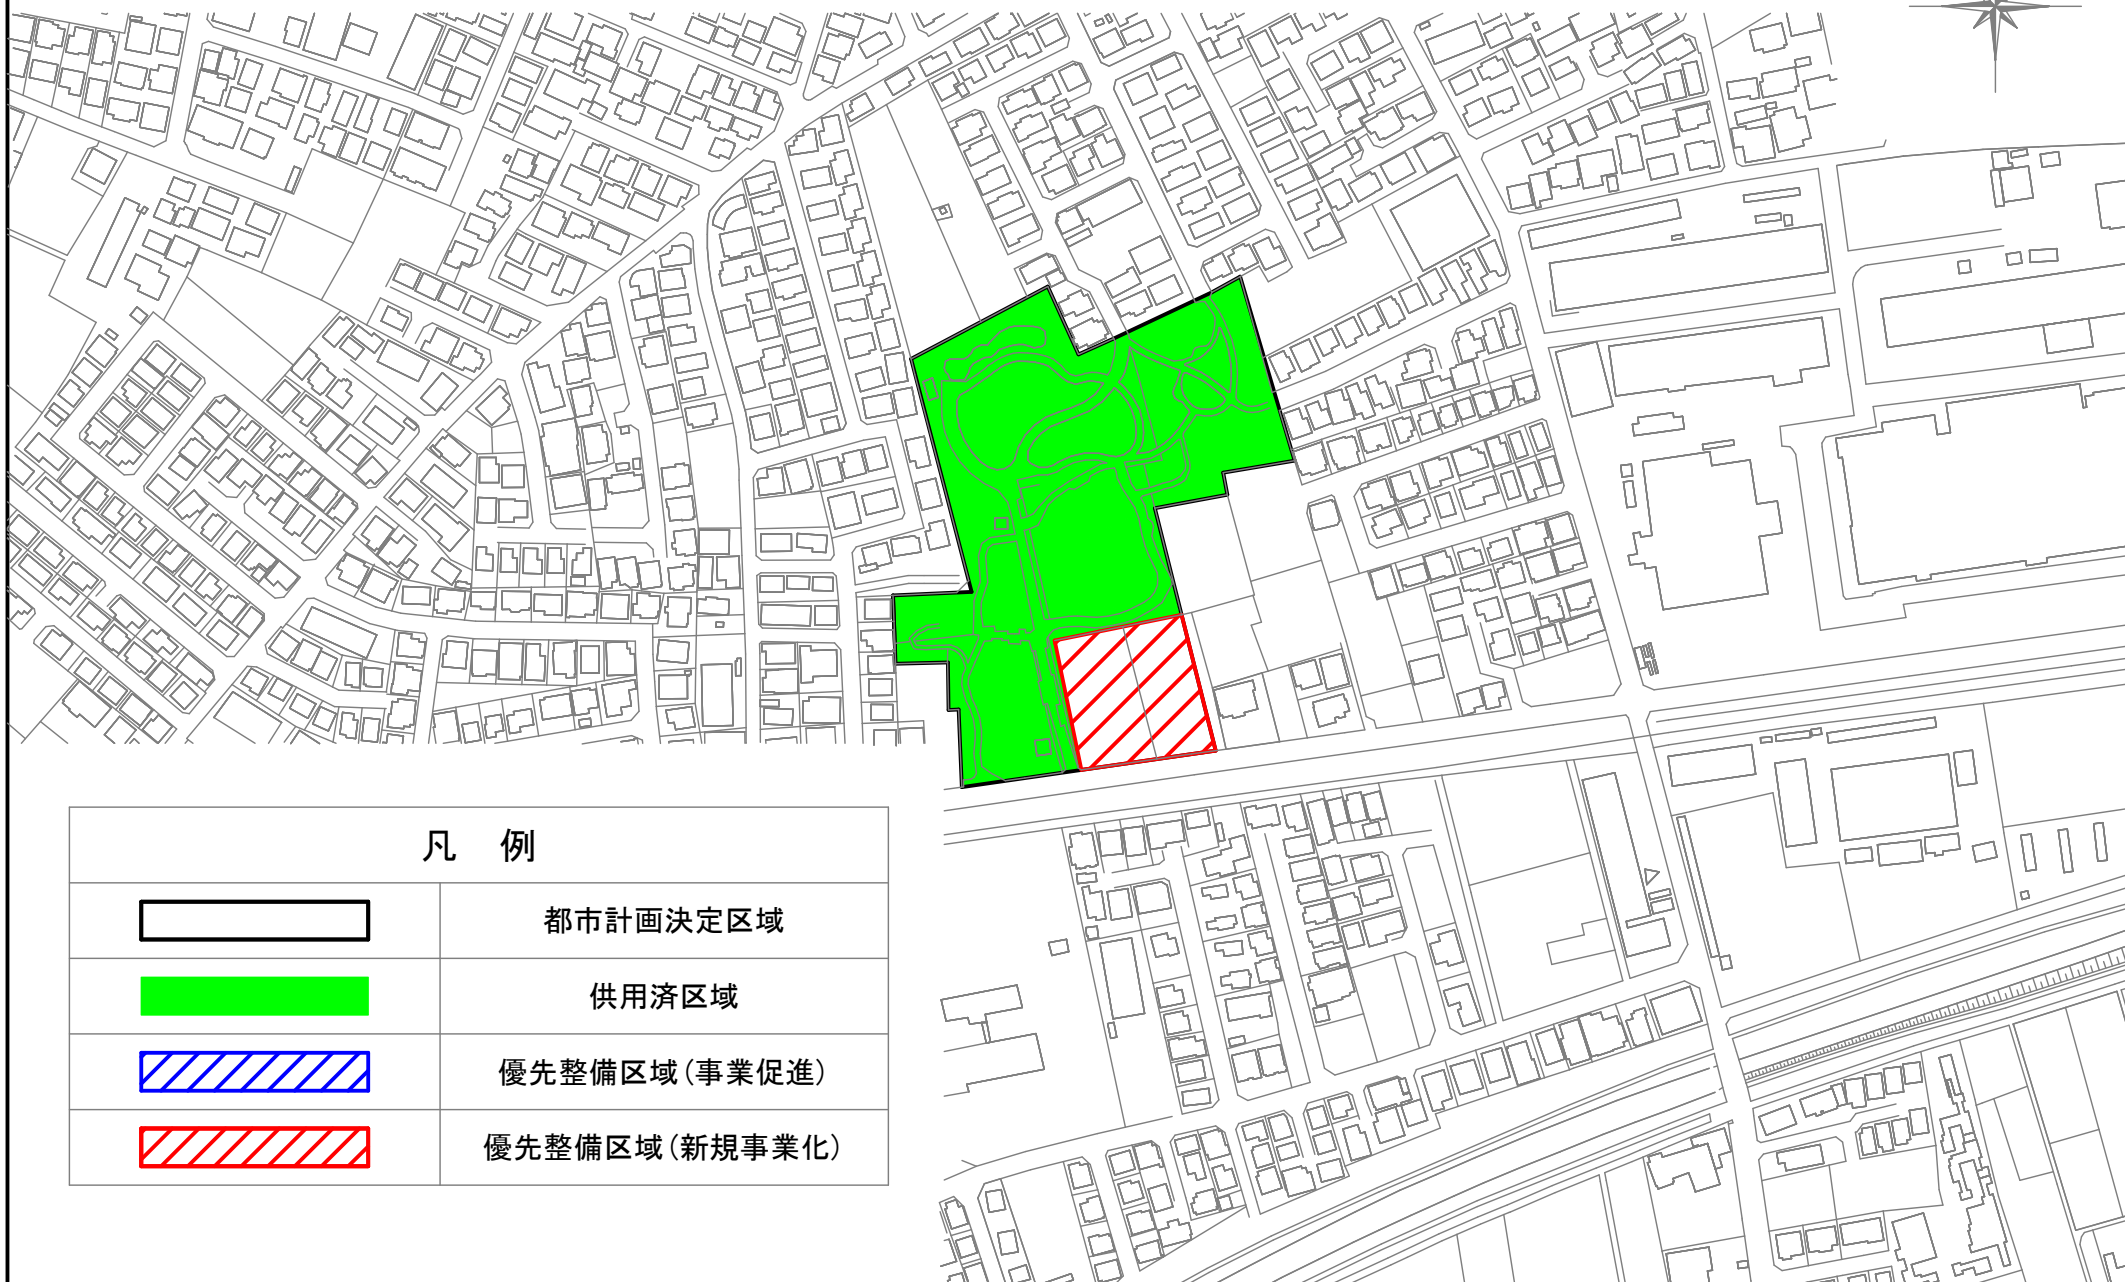 凡 例
都市計画決定区域
供用済区域
優先整備区域(事業促進)
優先整備区域(新規事業化)